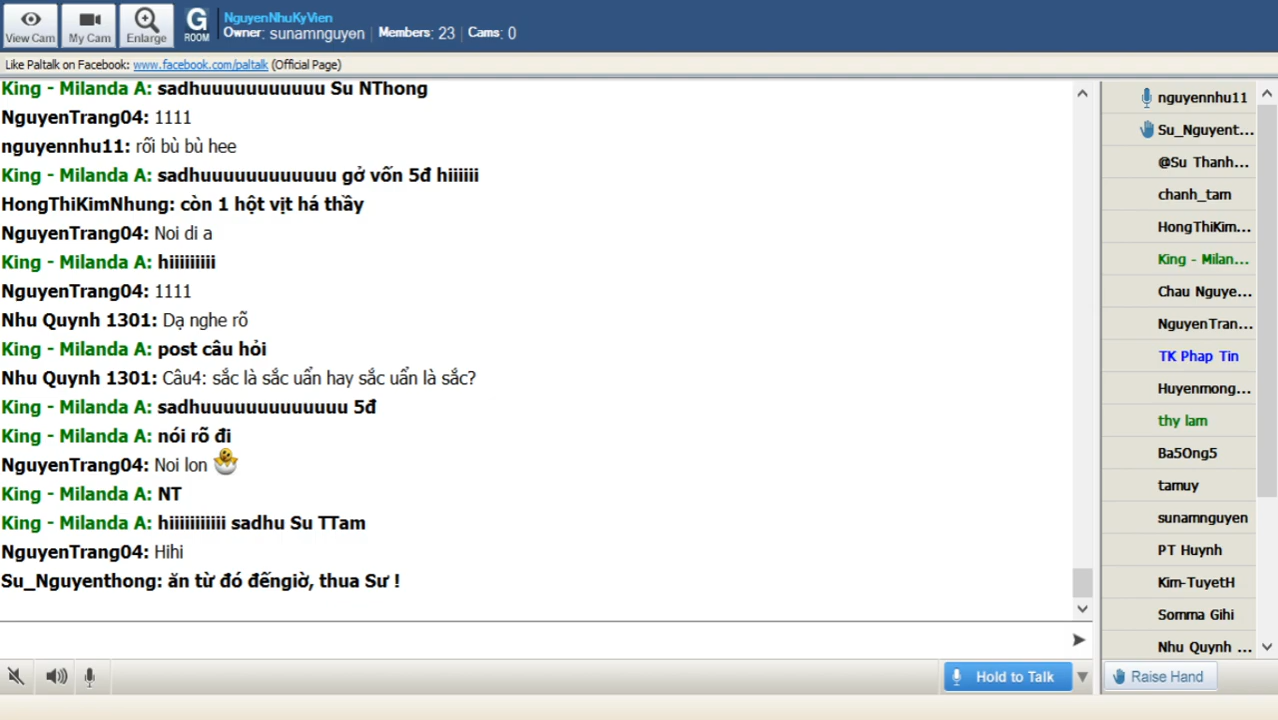 NguyenNhuKyVien
View Cam My Cam Enlarge G ROOM Owner: sunamnguyen | Members: 23 | Cams: 0
Like Paltalk on Facebook: www.facebook.com/paltalk (Official Page)
King - Milanda A: sadhuuuuuuuuuuu Su NThong
NguyenTrang04: 1111
nguyennhu11: rồi bù bù hee
King - Milanda A: sadhuuuuuuuuuuuu gở vốn 5đ hiiiiii
HongThiKimNhung: còn 1 hột vịt há thầy
NguyenTrang04: Noi di a
King - Milanda A: hiiiiiiiii
NguyenTrang04: 1111
Nhu Quynh 1301: Dạ nghe rõ
King - Milanda A: post câu hỏi
Nhu Quynh 1301: Câu4: sắc là sắc uẩn hay sắc uẩn là sắc?
King - Milanda A: sadhuuuuuuuuuuuuu 5đ
King - Milanda A: nói rõ đi
NguyenTrang04: Noi lon
King - Milanda A: NT
King - Milanda A: hiiiiiiiiiii sadhu Su TTam
NguyenTrang04: Hihi
Su_Nguyenthong: ăn từ đó đếngiờ, thua Sư !
nguyennhu11
Su_Nguyent...
@Su Thanh...
chanh_tam
HongThiKim...
King - Milan...
Chau Nguye...
NguyenTran...
TK Phap Tin
Huyenmong...
thy lam
Ba5Ong5
tamuy
sunamnguyen
PT Huynh
Kim-TuyetH
Somma Gihi
Nhu Quynh ...
Hold to Talk
Raise Hand